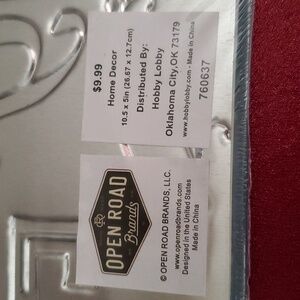 $9.99
Home Decor
10.5 x 5in (26.67 x 12.7cm)
Distributed By:
Hobby Lobby
Oklahoma City, OK 73179
www.hobbylobby.com - Made in China
760637
OPEN ROAD
Brands
© OPEN ROAD BRANDS, LLC.
www.openroadbrands.com
Designed in the United States
Made in China